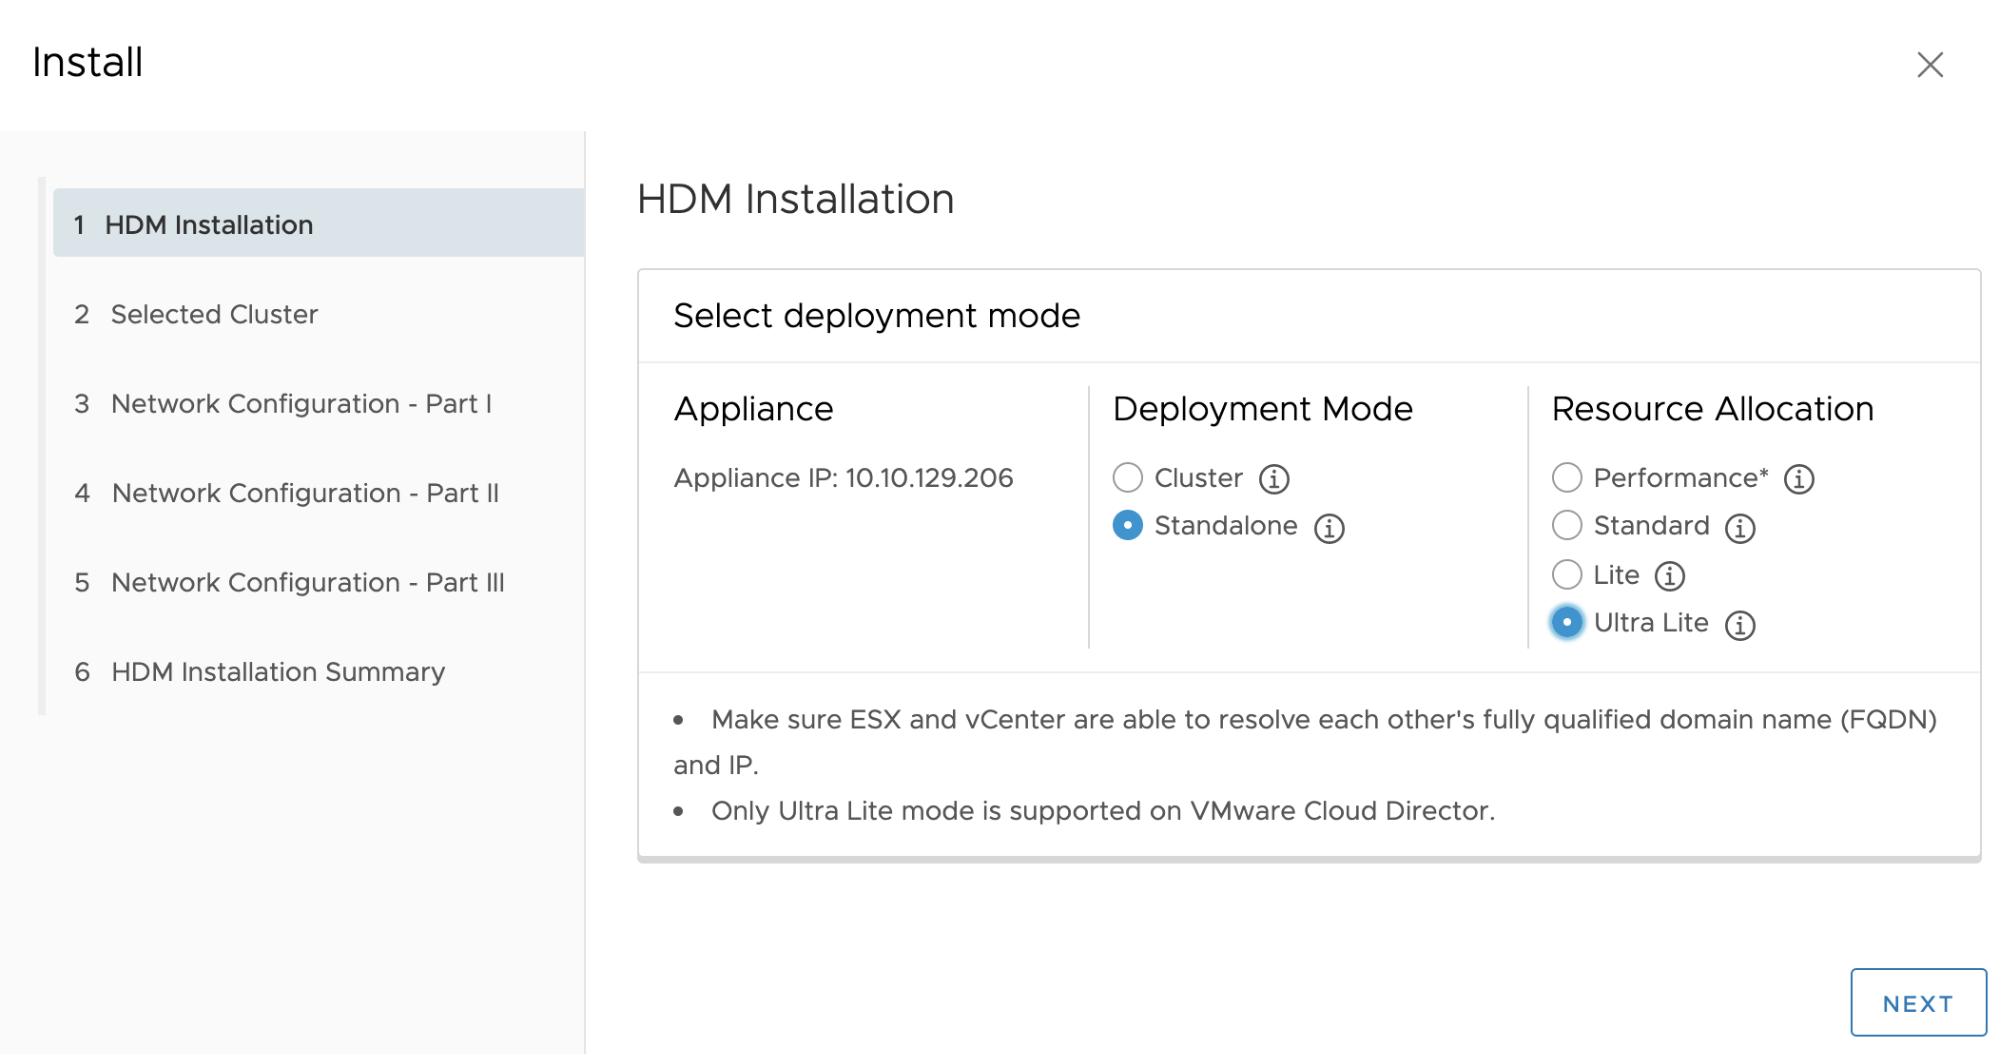 Install
1 HDM Installation
2 Selected Cluster
3 Network Configuration - Part I
4 Network Configuration - Part II
5 Network Configuration - Part III
6 HDM Installation Summary
HDM Installation
Select deployment mode
Appliance
Appliance IP: 10.10.129.206
Deployment Mode
Cluster
Standalone
Resource Allocation
Performance*
Standard
Lite
Ultra Lite
• Make sure ESX and vCenter are able to resolve each other's fully qualified domain name (FQDN)
and IP.
• Only Ultra Lite mode is supported on VMware Cloud Director.
NEXT